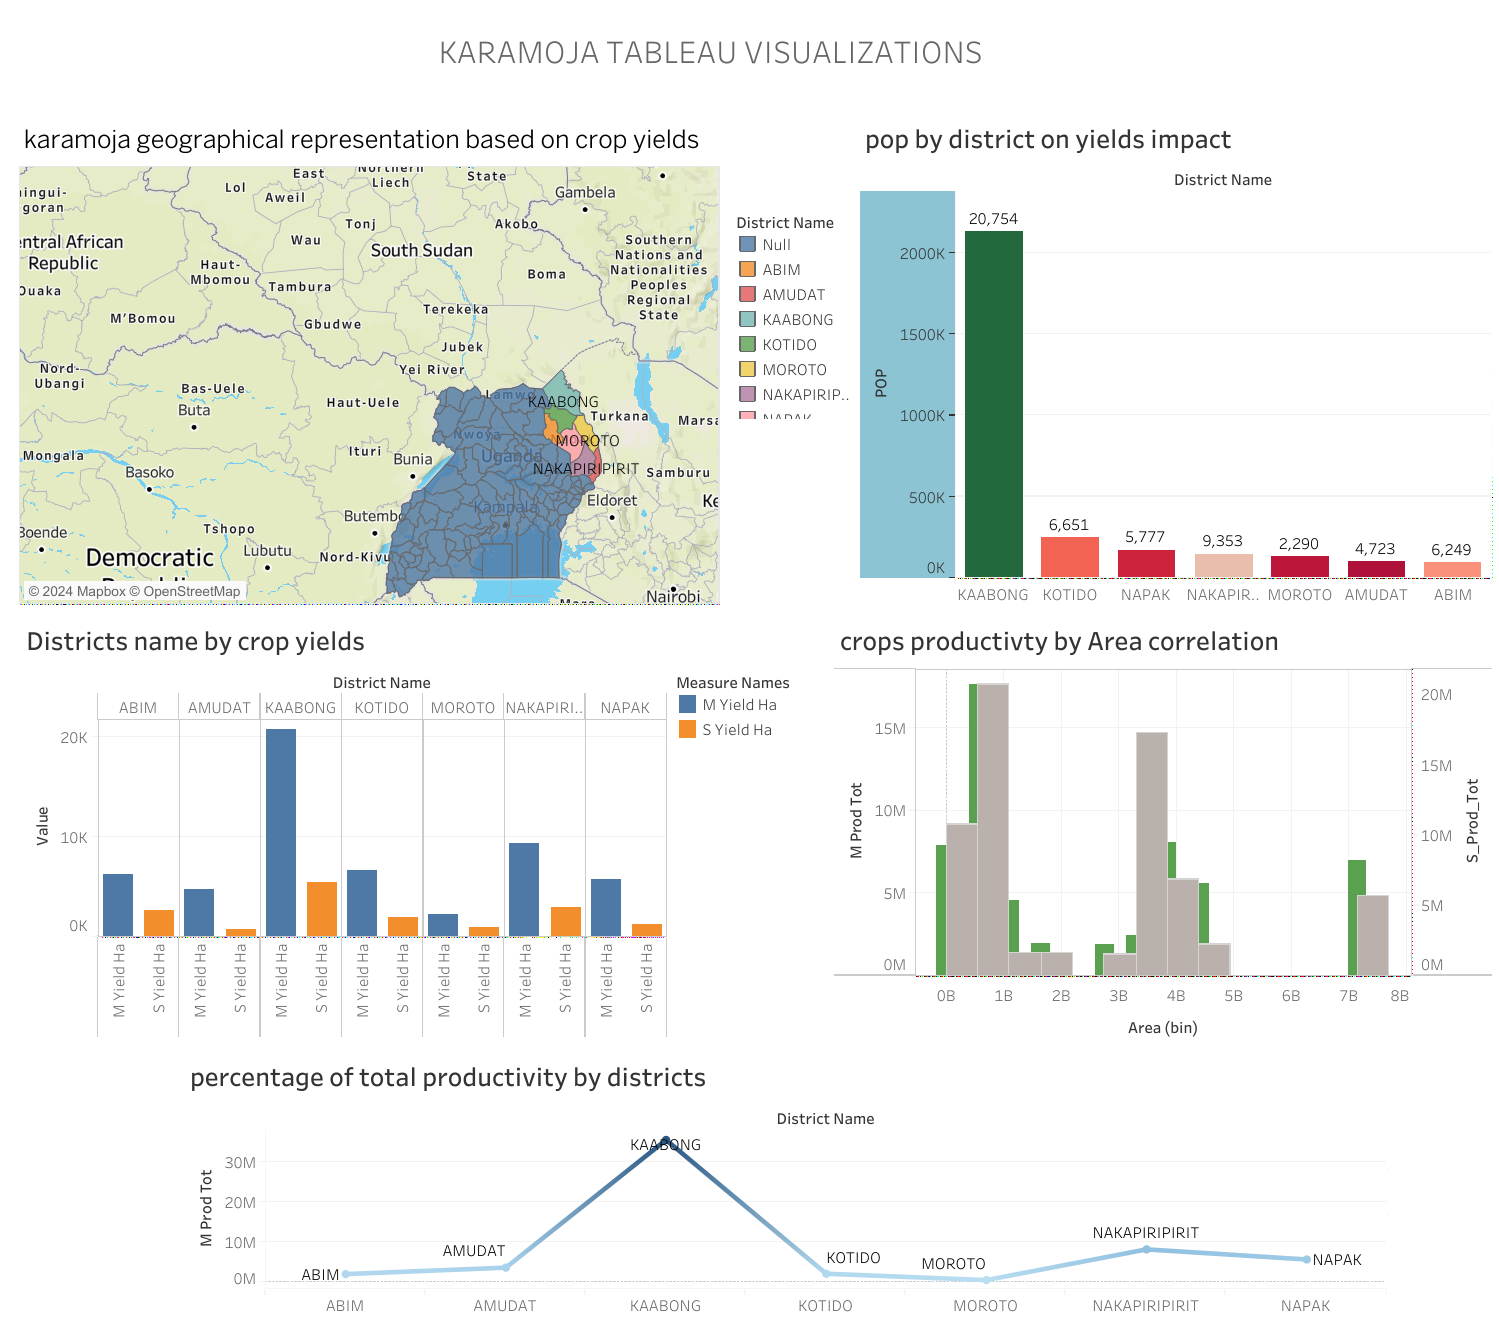 KARAMOJA TABLEAU VISUALIZATIONS
karamoja geographical representation based on crop yields
East
Northern
Liech
State
Lol
Aweil
Gambela
goran
Tonj
Akobo
Wau
South Sudan
Southern
Nations and
Nationalities
Peoples
Regional
State
African
Republic
Haut-
Mbomou
Boma
Tambura
Ouaka
M'Bomou
Gbudwe
Terekeka
Jubek
Yei River
Nord-
Ubangi
Bas-Uele
Buta
Haut-Uele
Lamwo
KAABONG
Turkana
Marsa
Nwoya
MOROTO
Mongala
Ituri
Bunia
Uganda
NAKAPIRIPIRIT
Samburu
Basoko
Kampala
Eldoret
Ke
Boende
Tshopo
Butembo
Lubutu
Nord-Kivu
Democratic
Nairobi
© 2024 Mapbox © OpenStreetMap
District Name
Null
ABIM
AMUDAT
KAABONG
KOTIDO
MOROTO
NAKAPIRIP..
NAPAK
pop by district on yields impact
District Name
POP
2000K
1500K
1000K
500K
0K
20,754
6,651
5,777
9,353
2,290
4,723
6,249
KAABONG
KOTIDO
NAPAK
NAKAPIR..
MOROTO
AMUDAT
ABIM
Districts name by crop yields
District Name
ABIM
AMUDAT
KAABONG
KOTIDO
MOROTO
NAKAPIRI..
NAPAK
Value
20K
10K
0K
M Yield Ha
S Yield Ha
M Yield Ha
S Yield Ha
M Yield Ha
S Yield Ha
M Yield Ha
S Yield Ha
M Yield Ha
S Yield Ha
M Yield Ha
S Yield Ha
M Yield Ha
S Yield Ha
Measure Names
M Yield Ha
S Yield Ha
crops productivty by Area correlation
M Prod Tot
15M
10M
5M
0M
20M
15M
10M
5M
0M
S_Prod_Tot
0B
1B
2B
3B
4B
5B
6B
7B
8B
Area (bin)
percentage of total productivity by districts
District Name
M Prod Tot
30M
20M
10M
0M
ABIM
AMUDAT
KAABONG
KOTIDO
MOROTO
NAKAPIRIPIRIT
NAPAK
ABIM
AMUDAT
KAABONG
KOTIDO
MOROTO
NAKAPIRIPIRIT
NAPAK